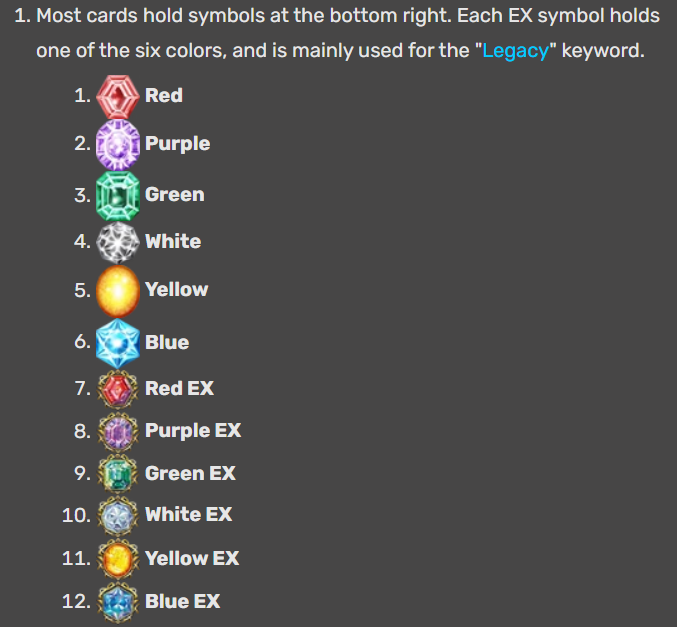 1. Most cards hold symbols at the bottom right. Each EX symbol holds
one of the six colors, and is mainly used for the "Legacy" keyword.
1. Red
2. Purple
3. Green
4. White
5. Yellow
6. Blue
7. Red EX
8. Purple EX
9. Green EX
10. White EX
11. Yellow EX
12. Blue EX